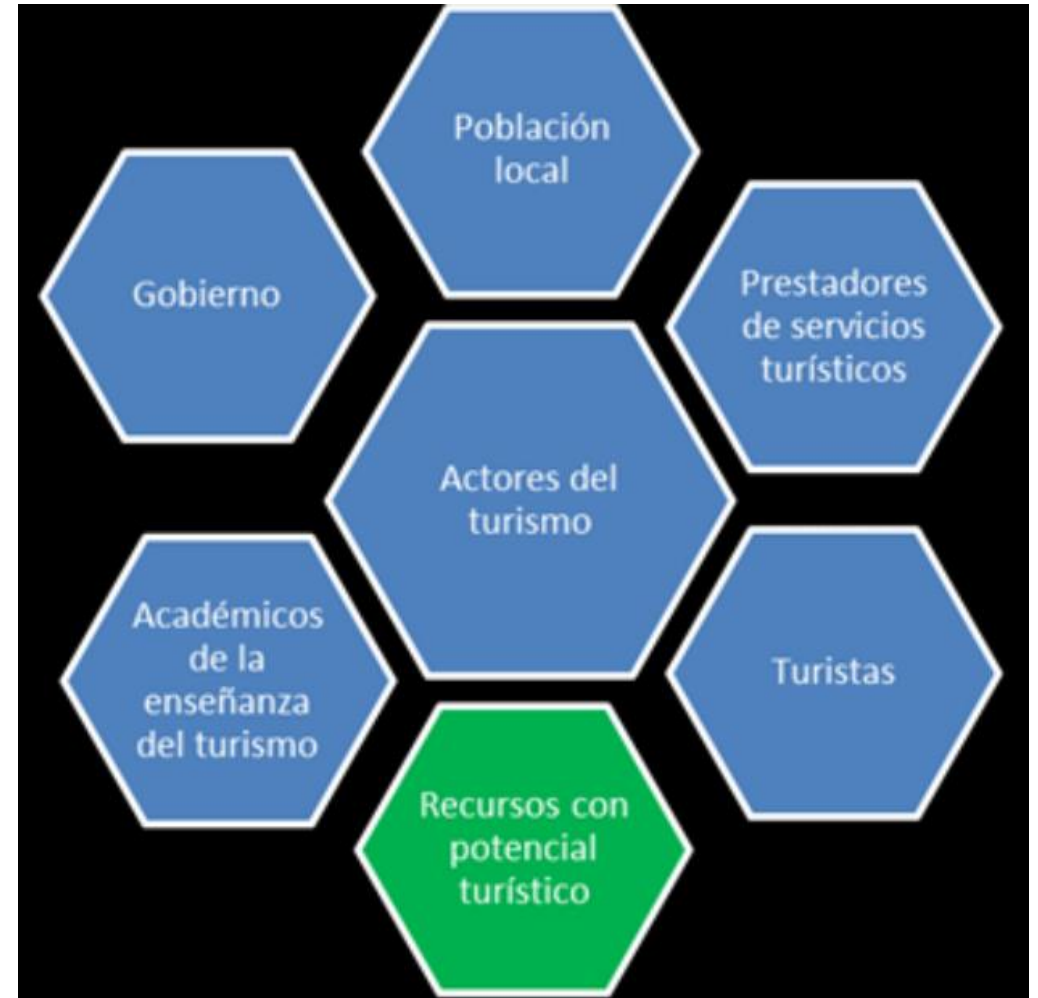 Población
local
Gobierno
Prestadores
de servicios
turísticos
Actores del
turismo
Académicos
de la
enseñanza
del turismo
Turistas
Recursos con
potencial
turístico